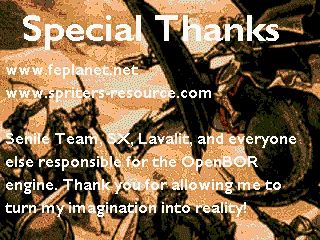 Special Thanks
www.feplanet.net
www.spriters-resource.com
Senile Team, SX, Lavalit, and everyone
else responsible for the OpenBOR
engine. Thank you for allowing me to
turn my imagination into reality!